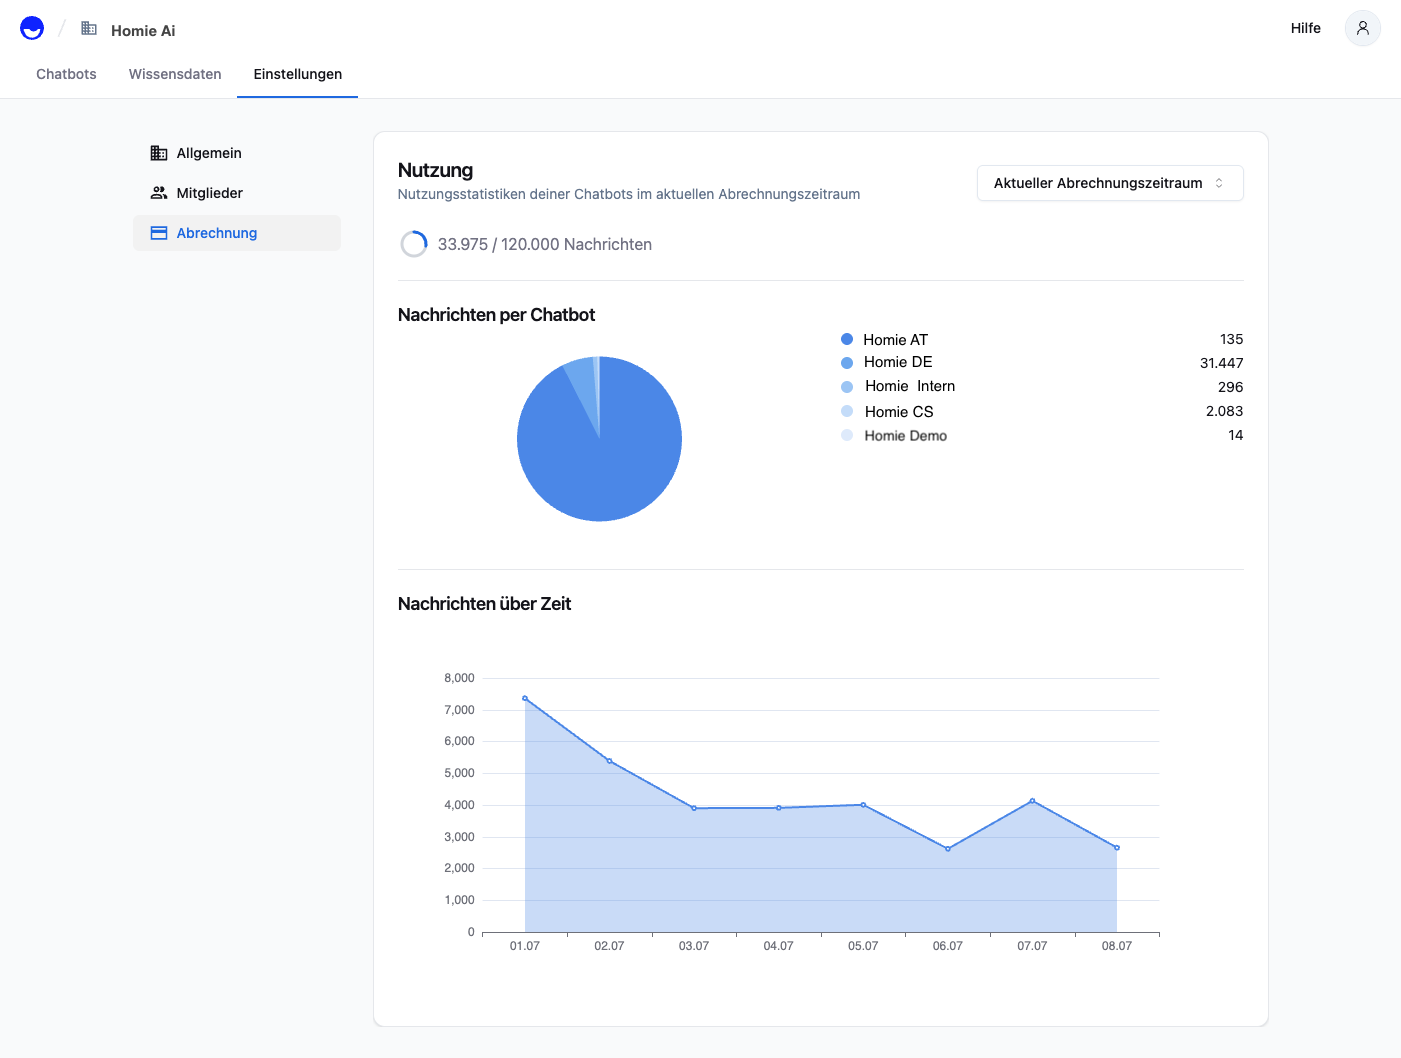 Homie Ai
Hilfe
Chatbots
Wissensdaten
Einstellungen
Allgemein
Mitglieder
Abrechnung
Nutzung
Nutzungsstatistiken deiner Chatbots im aktuellen Abrechnungszeitraum
Aktueller Abrechnungszeitraum
33.975 / 120.000 Nachrichten
Nachrichten per Chatbot
Homie AT 135
Homie DE 31.447
Homie Intern 296
Homie CS 2.083
Homie Demo 14
Nachrichten über Zeit
8,000
7,000
6,000
5,000
4,000
3,000
2,000
1,000
0
01.07 02.07 03.07 04.07 05.07 06.07 07.07 08.07